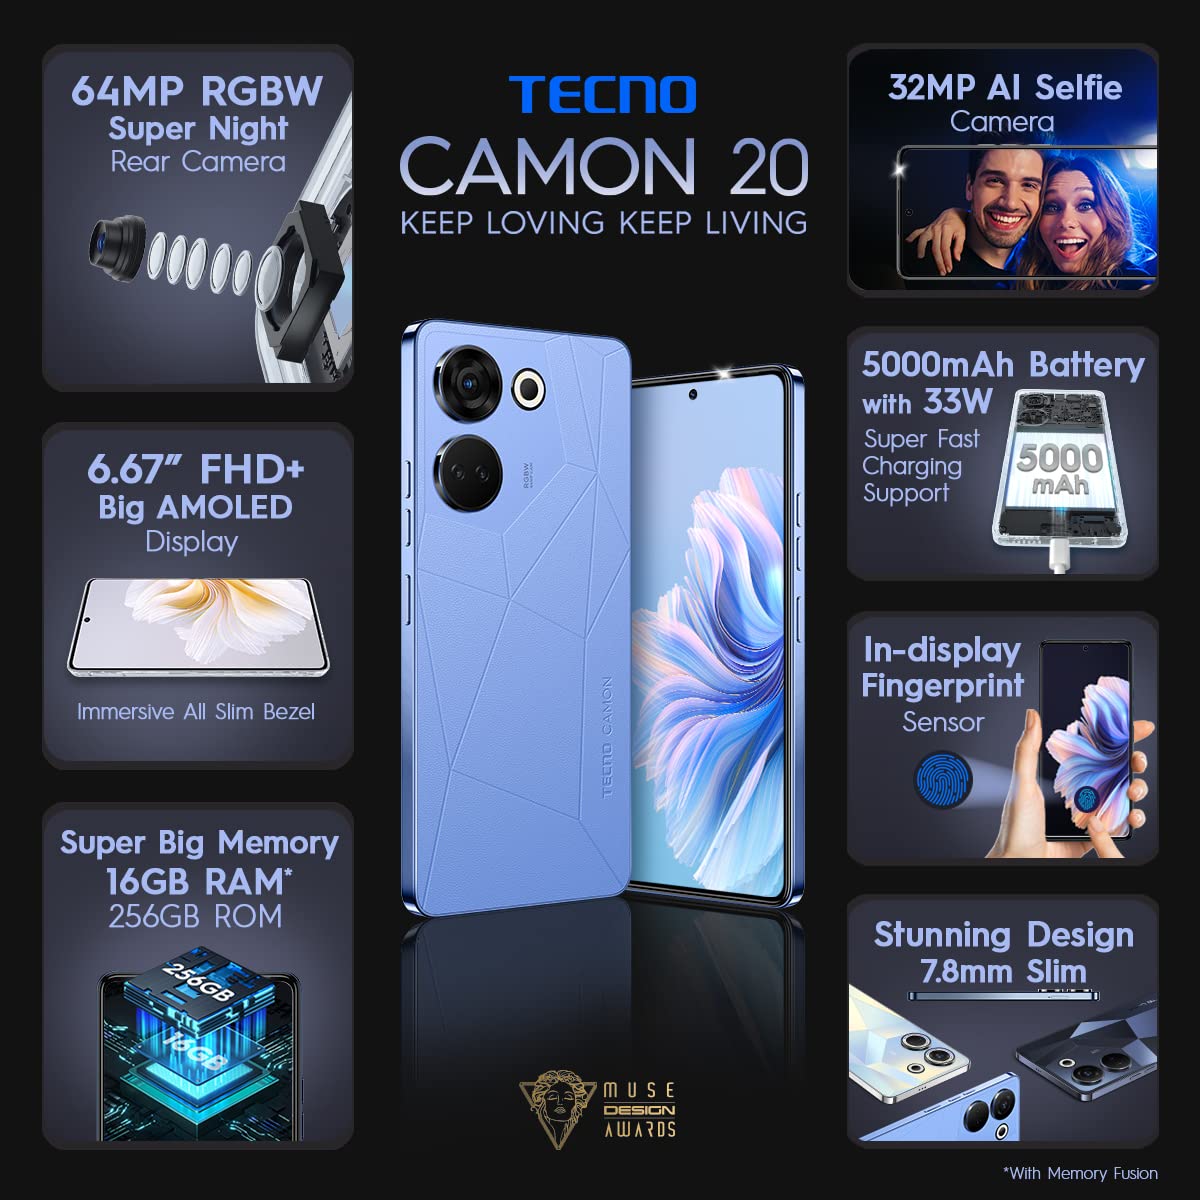 64MP RGBW
Super Night
Rear Camera
TECNO
CAMON 20
KEEP LOVING KEEP LIVING
32MP AI Selfie
Camera
6.67" FHD+
Big AMOLED
Display
Immersive All Slim Bezel
RGBW
TECNO CAMON
5000mAh Battery
with 33W
Super Fast
Charging
Support
5000
mAh
In-display
Fingerprint
Sensor
Super Big Memory
16GB RAM*
256GB ROM
256GB
16GB
Stunning Design
7.8mm Slim
MUSE
DESIGN
AWARDS
*With Memory Fusion